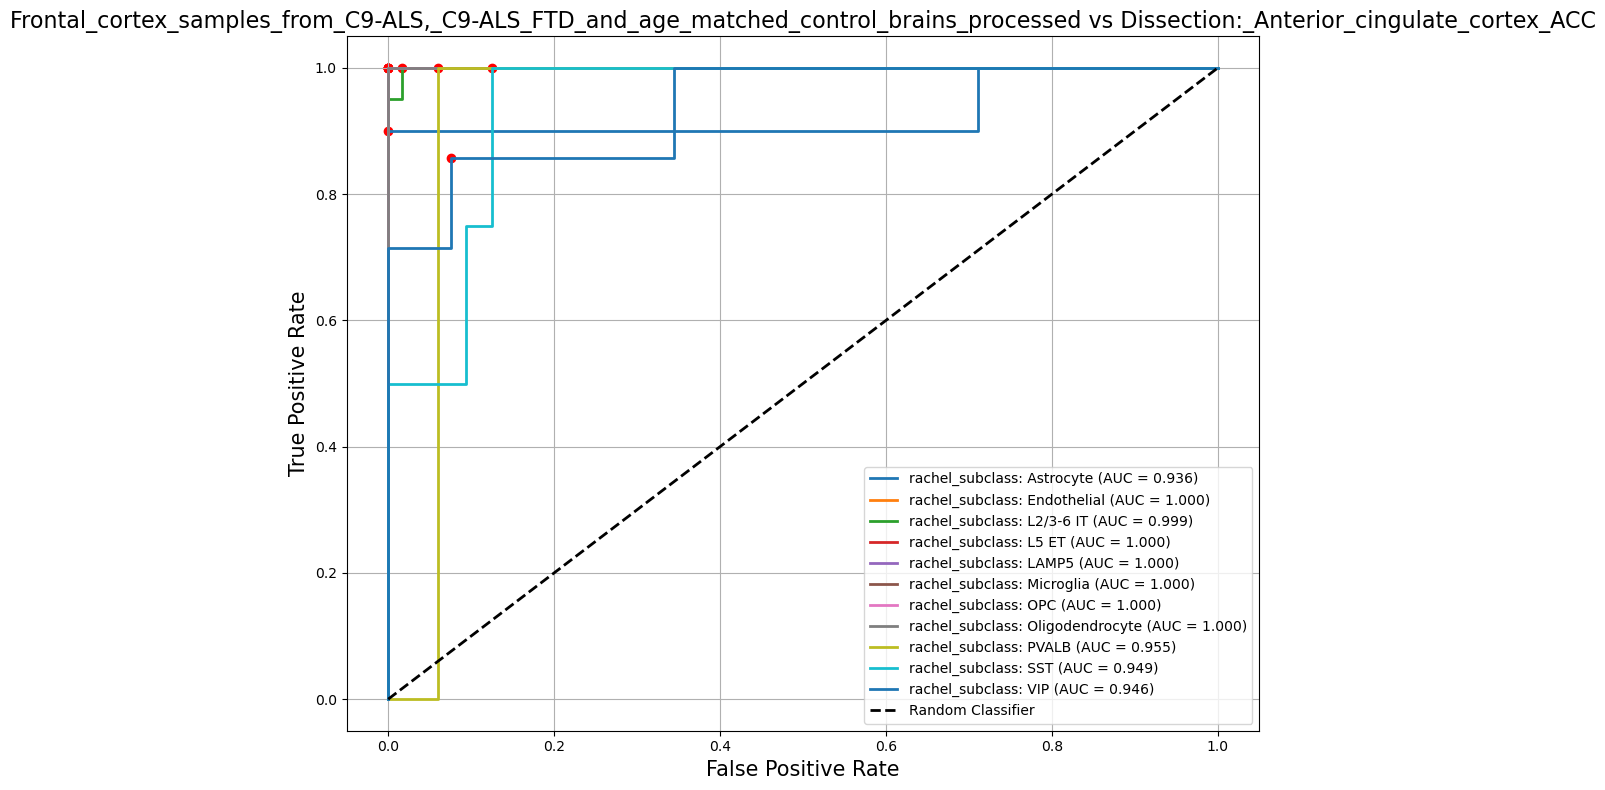 Frontal_cortex_samples_from_C9-ALS,_C9-ALS_FTD_and_age_matched_control_brains_processed vs Dissection:_Anterior_cingulate_cortex_ACC
True Positive Rate
1.0
0.8
0.6
0.4
0.2
0.0
rachel_subclass: Astrocyte (AUC = 0.936)
rachel_subclass: Endothelial (AUC = 1.000)
rachel_subclass: L2/3-6 IT (AUC = 0.999)
rachel_subclass: L5 ET (AUC = 1.000)
rachel_subclass: LAMP5 (AUC = 1.000)
rachel_subclass: Microglia (AUC = 1.000)
rachel_subclass: OPC (AUC = 1.000)
rachel_subclass: Oligodendrocyte (AUC = 1.000)
rachel_subclass: PVALB (AUC = 0.955)
rachel_subclass: SST (AUC = 0.949)
rachel_subclass: VIP (AUC = 0.946)
Random Classifier
0.0 0.2 0.4 0.6 0.8 1.0
False Positive Rate